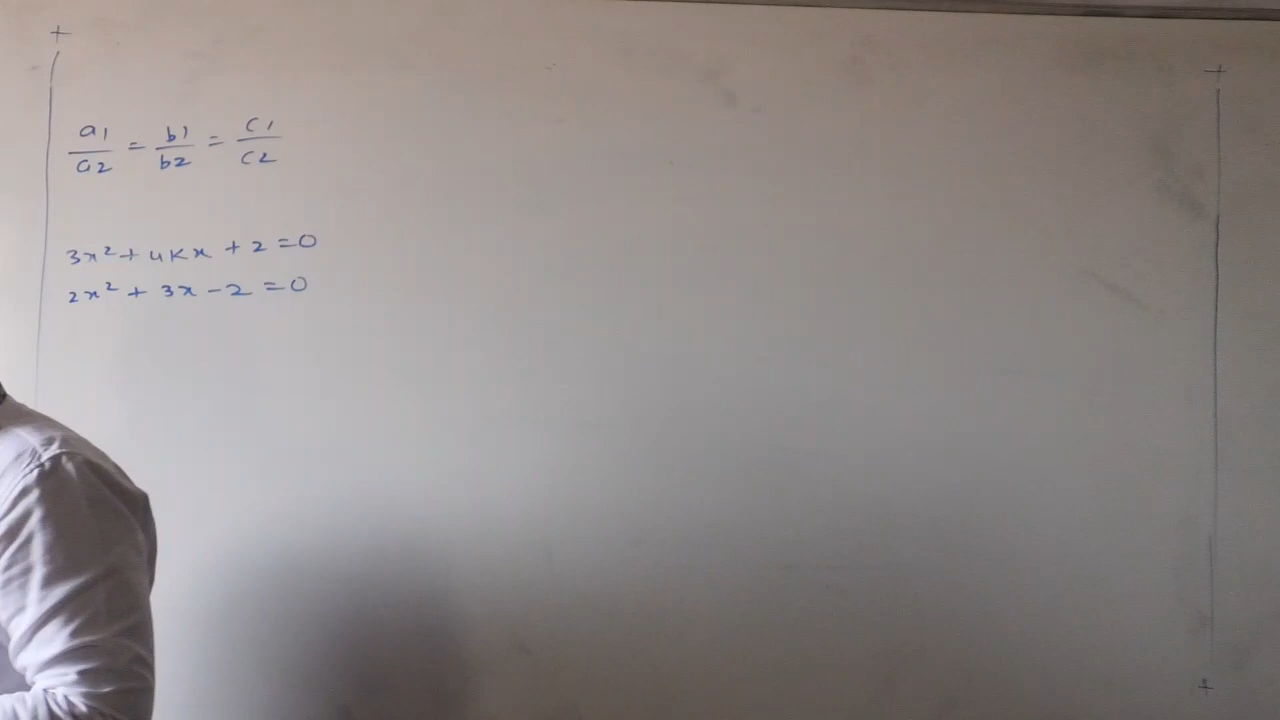 a1/a2 = b1/b2 = c1/c2
3x² + 4kx + 2 = 0
2x² + 3x - 2 = 0